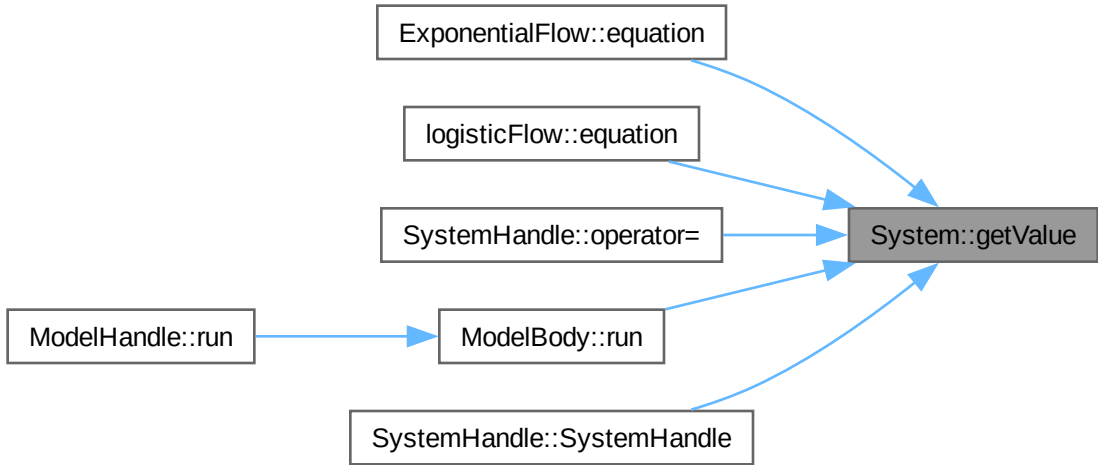 ExponentialFlow::equation
logisticFlow::equation
SystemHandle::operator=
System::getValue
ModelHandle::run
ModelBody::run
SystemHandle::SystemHandle